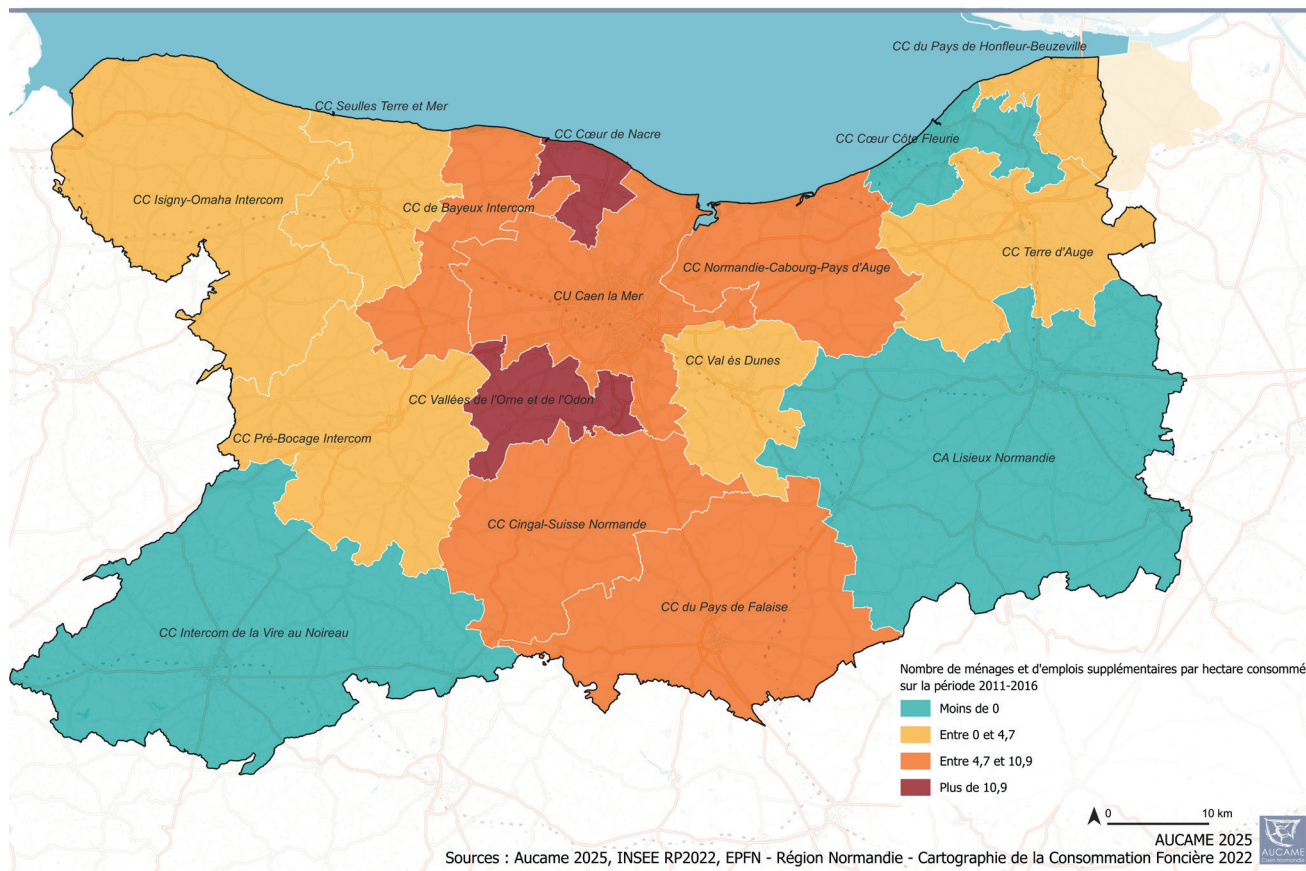 CC du Pays de Honfleur-Beuzeville
CC Seulles Terre et Mer
CC Cœur de Nacre
CC Cœur Côte Fleurie
CC Isigny-Omaha Intercom
CC de Bayeux Intercom
CC Terre d'Auge
CC Normandie-Cabourg-Pays d'Auge
CU Caen la Mer
CC Val ès Dunes
CC Vallées de l'Orne et de l'Odon
CC Pré-Bocage Intercom
CA Lisieux Normandie
CC Cingal-Suisse Normande
CC du Pays de Falaise
CC Intercom de la Vire au Noireau
Nombre de ménages et d'emplois supplémentaires par hectare consommé
sur la période 2011-2016
Moins de 0
Entre 0 et 4,7
Entre 4,7 et 10,9
Plus de 10,9
0 10 km
AUCAME 2025
Sources : Aucame 2025, INSEE RP2022, EPFN - Région Normandie - Cartographie de la Consommation Foncière 2022
AUCAME
Caen Normandie